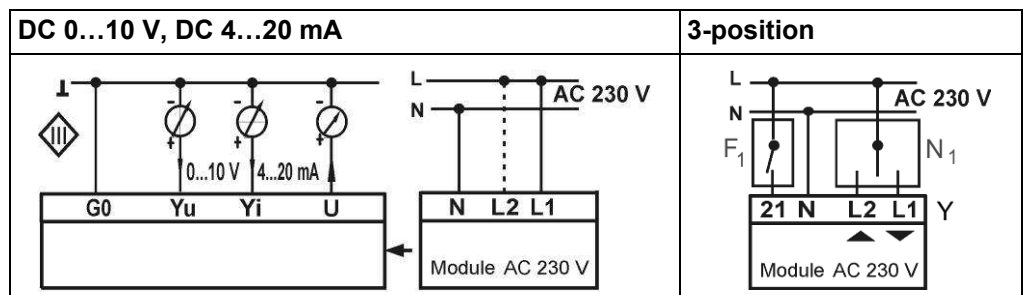 DC 0…10 V, DC 4…20 mA
3-position
⊥
III
- - -
+ + +
0...10 V 4...20 mA
G0 Yu Yi U
L
N
AC 230 V
N L2 L1
Module AC 230 V
L
N
AC 230 V
F1
N1
21 N L2 L1 Y
Module AC 230 V